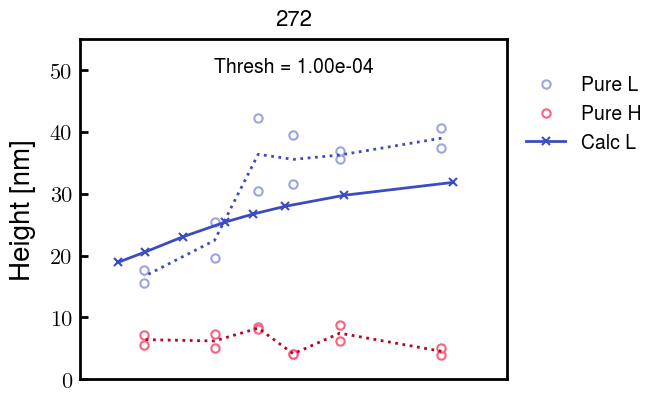 272
Thresh = 1.00e-04
Height [nm]
50
40
30
20
10
0
Pure L
Pure H
Calc L